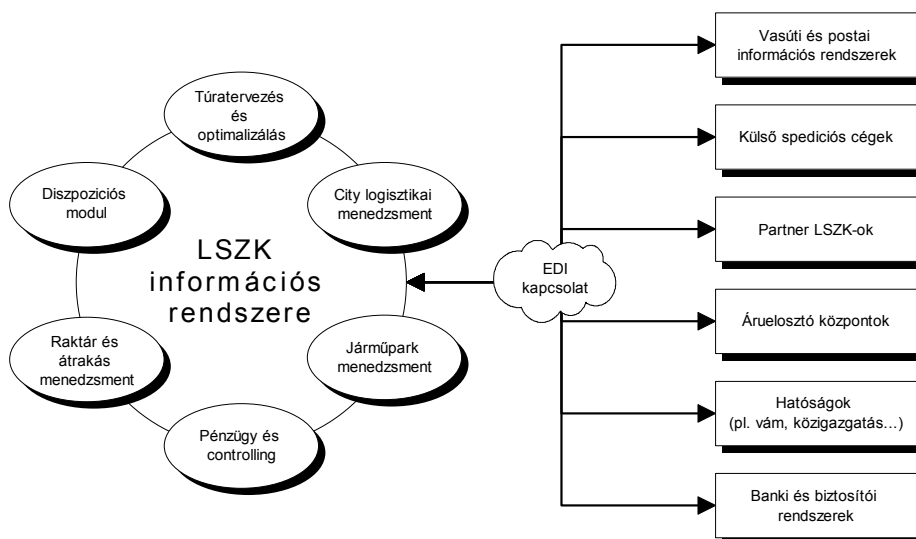 Túratervezés
és
optimalizálás
Diszpoziciós
modul
City logisztikai
menedzsment
LSZK
információs
rendszere
Raktár és
átrakás
menedzsment
Járműpark
menedzsment
Pénzügy és
controlling
EDI
kapcsolat
Vasúti és postai
információs rendszerek
Külső spediciós cégek
Partner LSZK-ok
Áruelosztó központok
Hatóságok
(pl. vám, közigazgatás...)
Banki és biztosítói
rendszerek